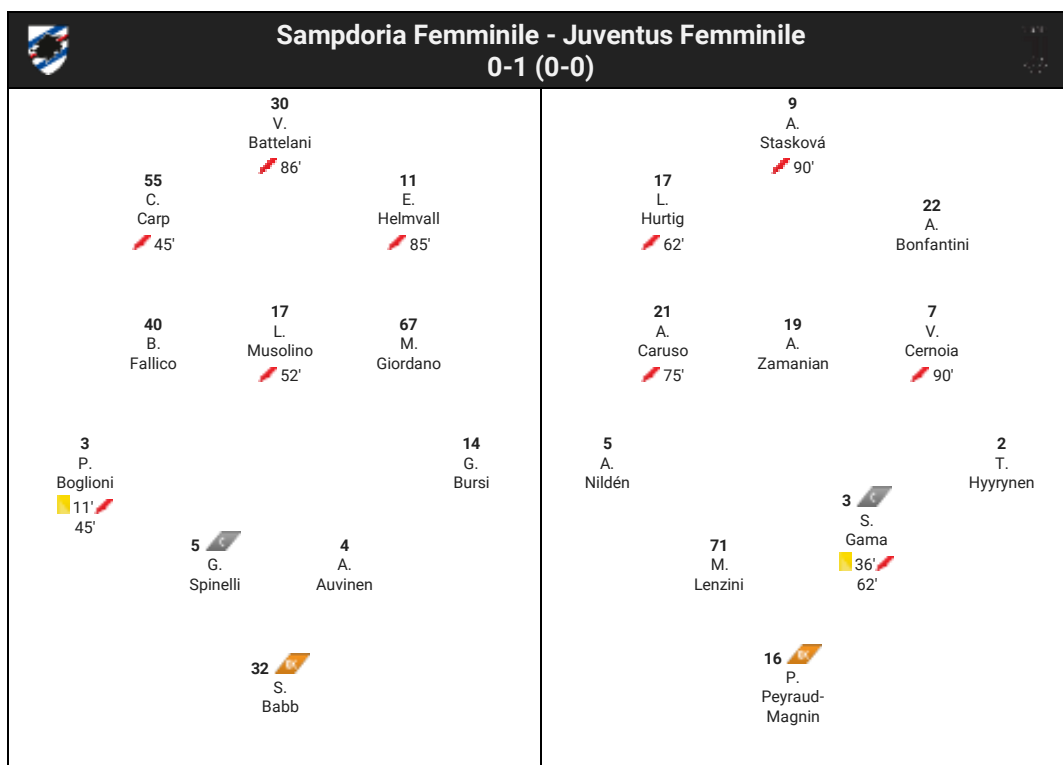 Sampdoria Femminile - Juventus Femminile
0-1 (0-0)
30
V.
Battelani
86'
55
C.
Carp
45'
11
E.
Helmvall
85'
40
B.
Fallico
17
L.
Musolino
52'
67
M.
Giordano
3
P.
Boglioni
11'
45'
14
G.
Bursi
5 C
G.
Spinelli
4
A.
Auvinen
32 GK
S.
Babb
9
A.
Stasková
90'
17
L.
Hurtig
62'
22
A.
Bonfantini
21
A.
Caruso
75'
19
A.
Zamanian
7
V.
Cernoia
90'
5
A.
Nildén
2
T.
Hyyrynen
3 C
S.
Gama
36'
62'
71
M.
Lenzini
16 GK
P.
Peyraud-
Magnin